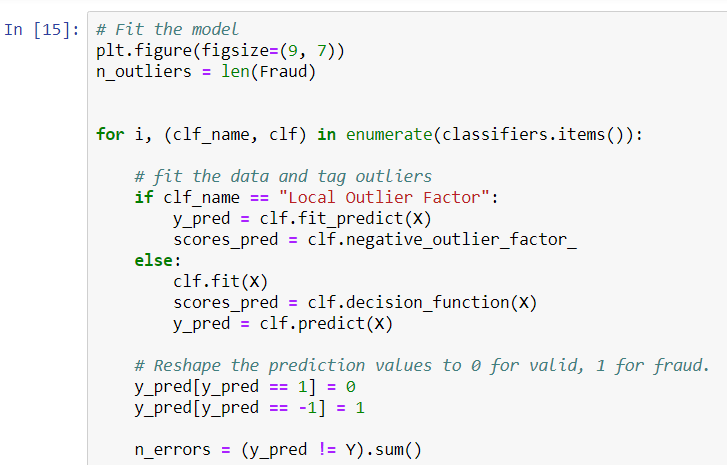 In [15]: # Fit the model
plt.figure(figsize=(9, 7))
n_outliers = len(Fraud)
for i, (clf_name, clf) in enumerate(classifiers.items()):
# fit the data and tag outliers
if clf_name == "Local Outlier Factor":
y_pred = clf.fit_predict(X)
scores_pred = clf.negative_outlier_factor_
else:
clf.fit(X)
scores_pred = clf.decision_function(X)
y_pred = clf.predict(X)
# Reshape the prediction values to 0 for valid, 1 for fraud.
y_pred[y_pred == 1] = 0
y_pred[y_pred == -1] = 1
n_errors = (y_pred != Y).sum()